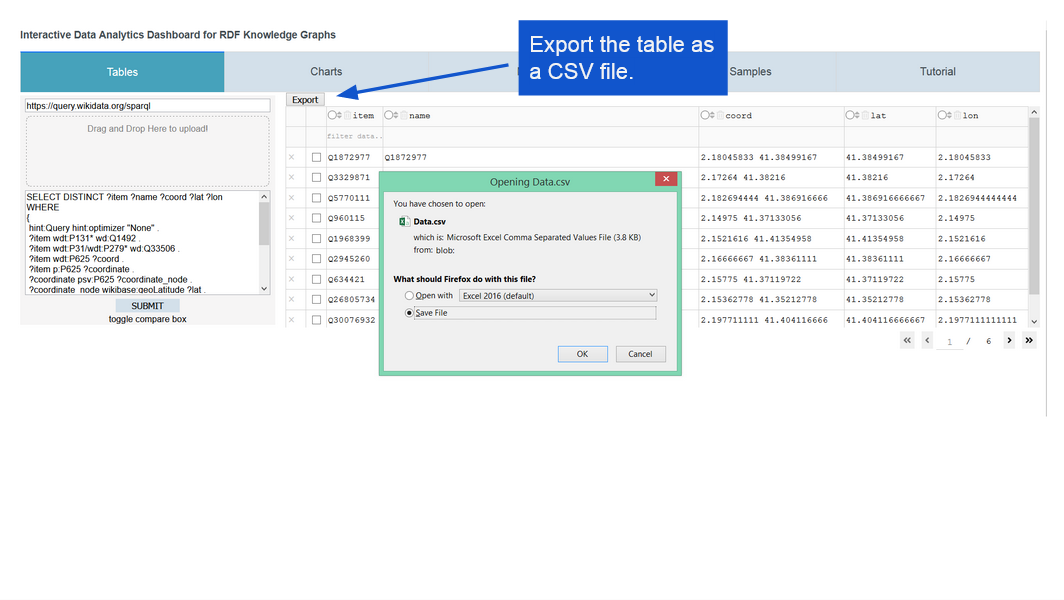 Interactive Data Analytics Dashboard for RDF Knowledge Graphs
Export the table as
a CSV file.
Tables
Charts
Samples
Tutorial
https://query.wikidata.org/sparql
Drag and Drop Here to upload!
SELECT DISTINCT ?item ?name ?coord ?lat ?lon
WHERE
{
hint:Query hint:optimizer "None" .
?item wdt:P131* wd:Q1492 .
?item wdt:P31/wdt:P279* wd:Q33506 .
?item wdt:P625 ?coord .
?item p:P625 ?coordinate .
?coordinate psv:P625 ?coordinate_node .
?coordinate_node wikibase:geoLatitude ?lat .
SUBMIT
toggle compare box
Export
item name coord lat lon
filter data..
Q1872977 Q1872977 2.18045833 41.38499167 41.38499167 2.18045833
Q3329871 2.17264 41.38216 41.38216 2.17264
Q5770111 2.182694444 41.386916666 41.386916666667 2.1826944444444
Q960115 2.14975 41.37133056 41.37133056 2.14975
Q1968399 2.1521616 41.41354958 41.41354958 2.1521616
Q2945260 2.16666667 41.38361111 41.38361111 2.16666667
Q634421 2.15775 41.37119722 41.37119722 2.15775
Q26805734 2.15362778 41.35212778 41.35212778 2.15362778
Q30076932 2.197711111 41.404116666 41.404116666667 2.1977111111111
1 / 6
Opening Data.csv
You have chosen to open:
Data.csv
which is: Microsoft Excel Comma Separated Values File (3.8 KB)
from: blob:
What should Firefox do with this file?
Open with Excel 2016 (default)
Save File
OK Cancel